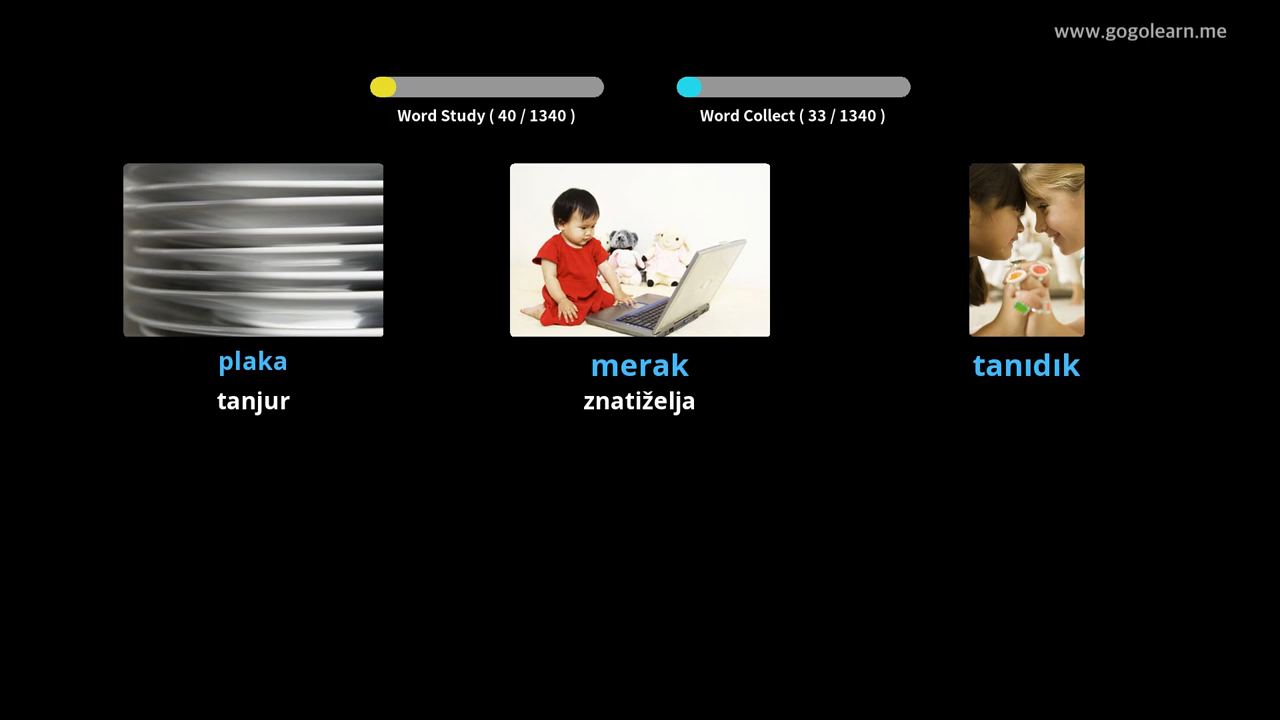 www.gogolearn.me
Word Study ( 40 / 1340 )
Word Collect ( 33 / 1340 )
plaka
tanjur
merak
znatiželja
tanıdık